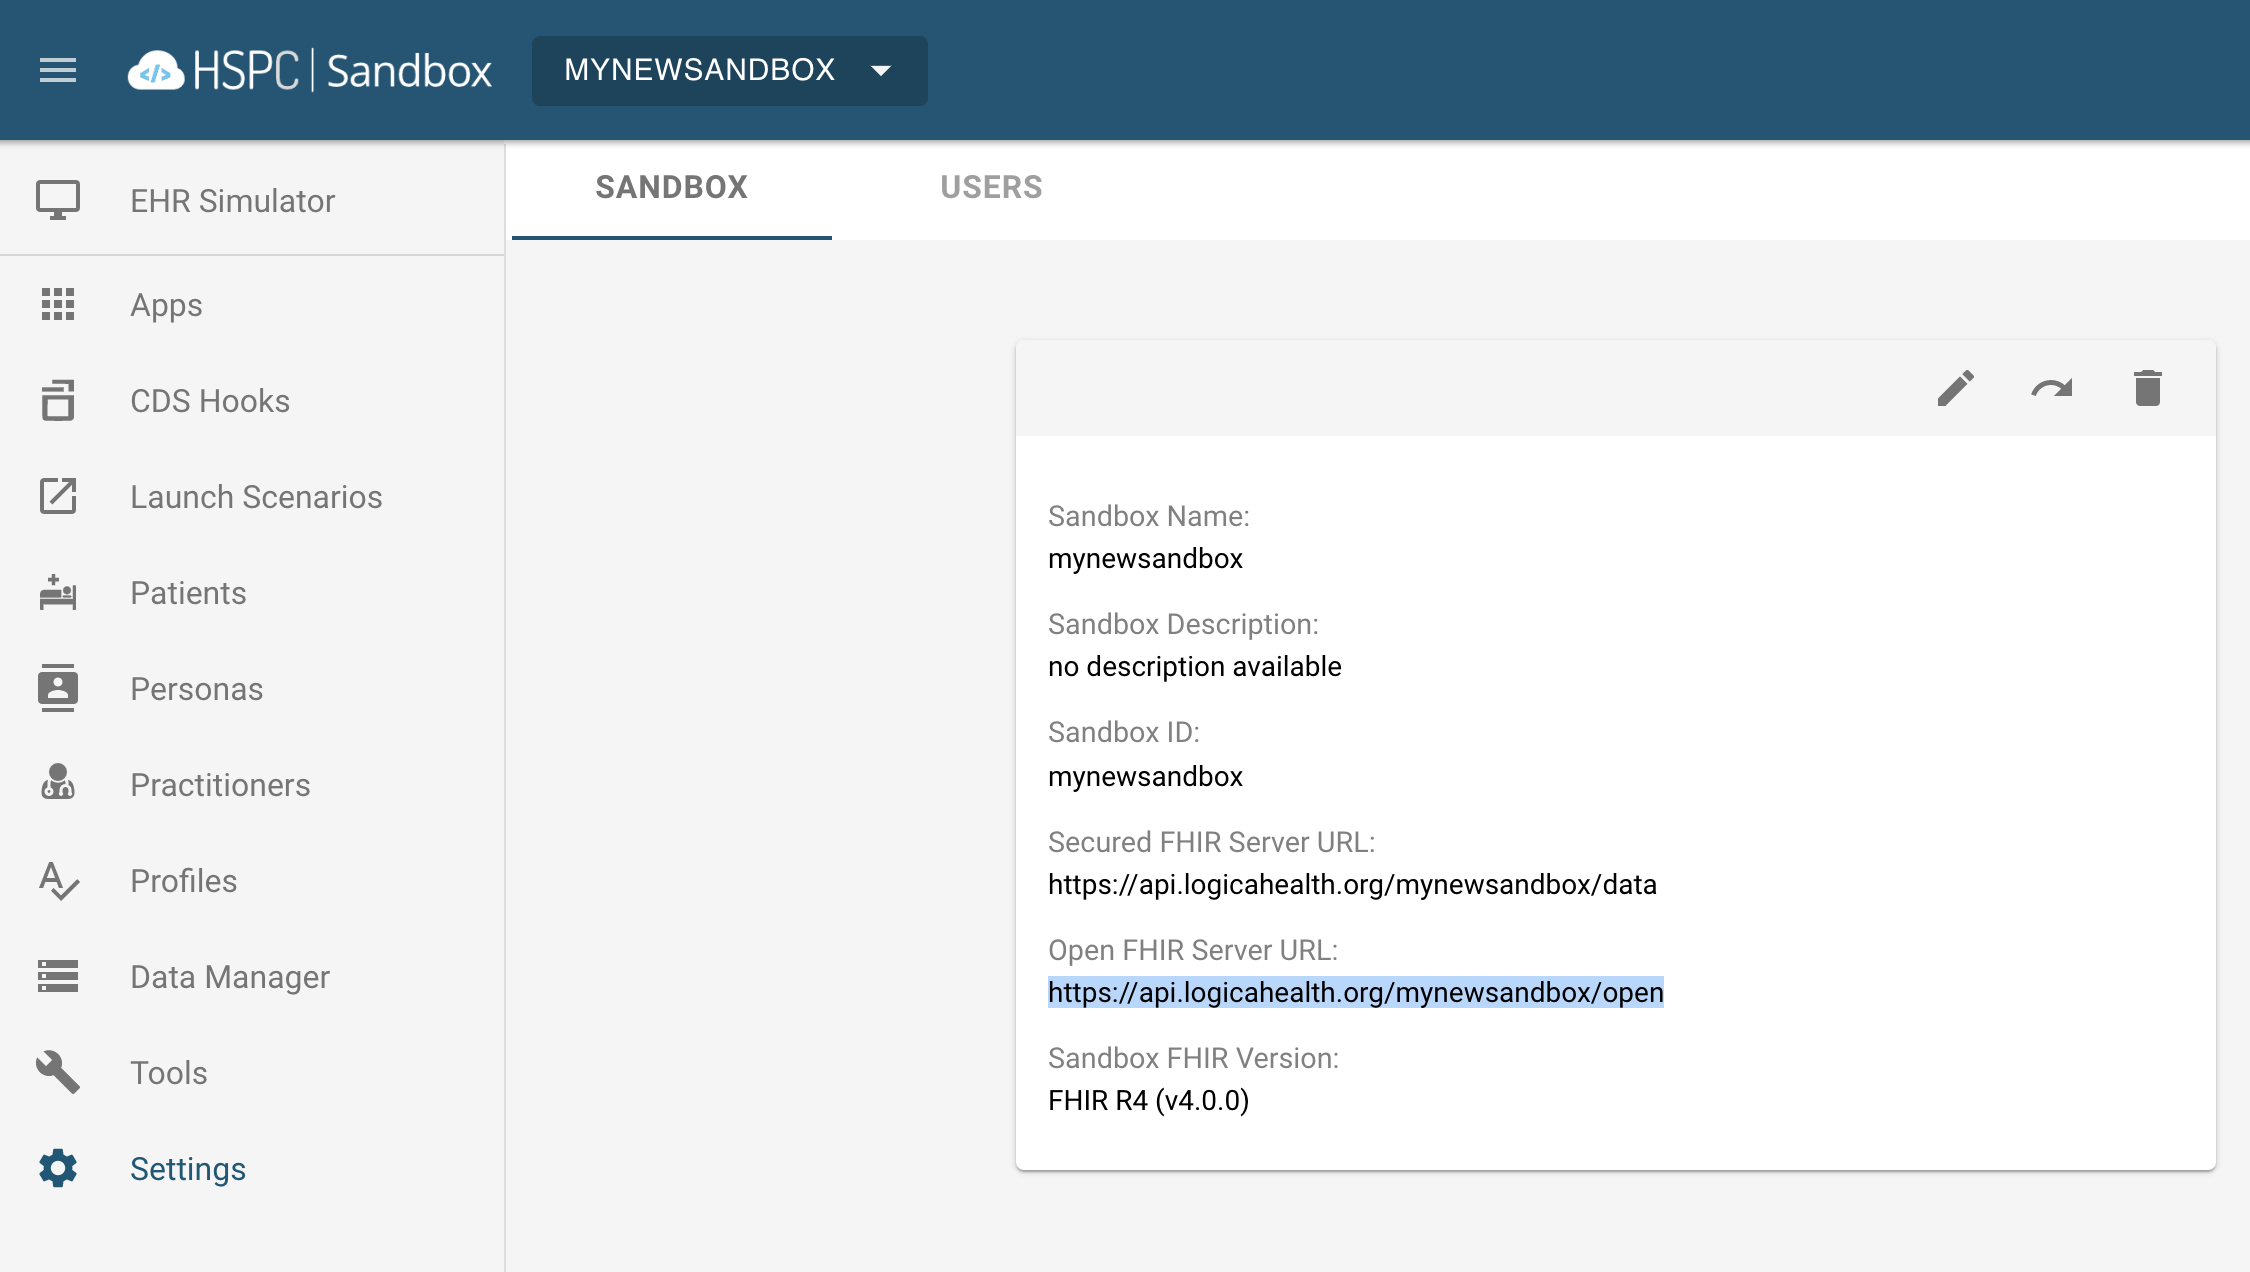 HSPC | Sandbox
MYNEWSANDBOX
EHR Simulator
Apps
CDS Hooks
Launch Scenarios
Patients
Personas
Practitioners
Profiles
Data Manager
Tools
Settings
SANDBOX
USERS
Sandbox Name:
mynewsandbox
Sandbox Description:
no description available
Sandbox ID:
mynewsandbox
Secured FHIR Server URL:
https://api.logicahealth.org/mynewsandbox/data
Open FHIR Server URL:
https://api.logicahealth.org/mynewsandbox/open
Sandbox FHIR Version:
FHIR R4 (v4.0.0)